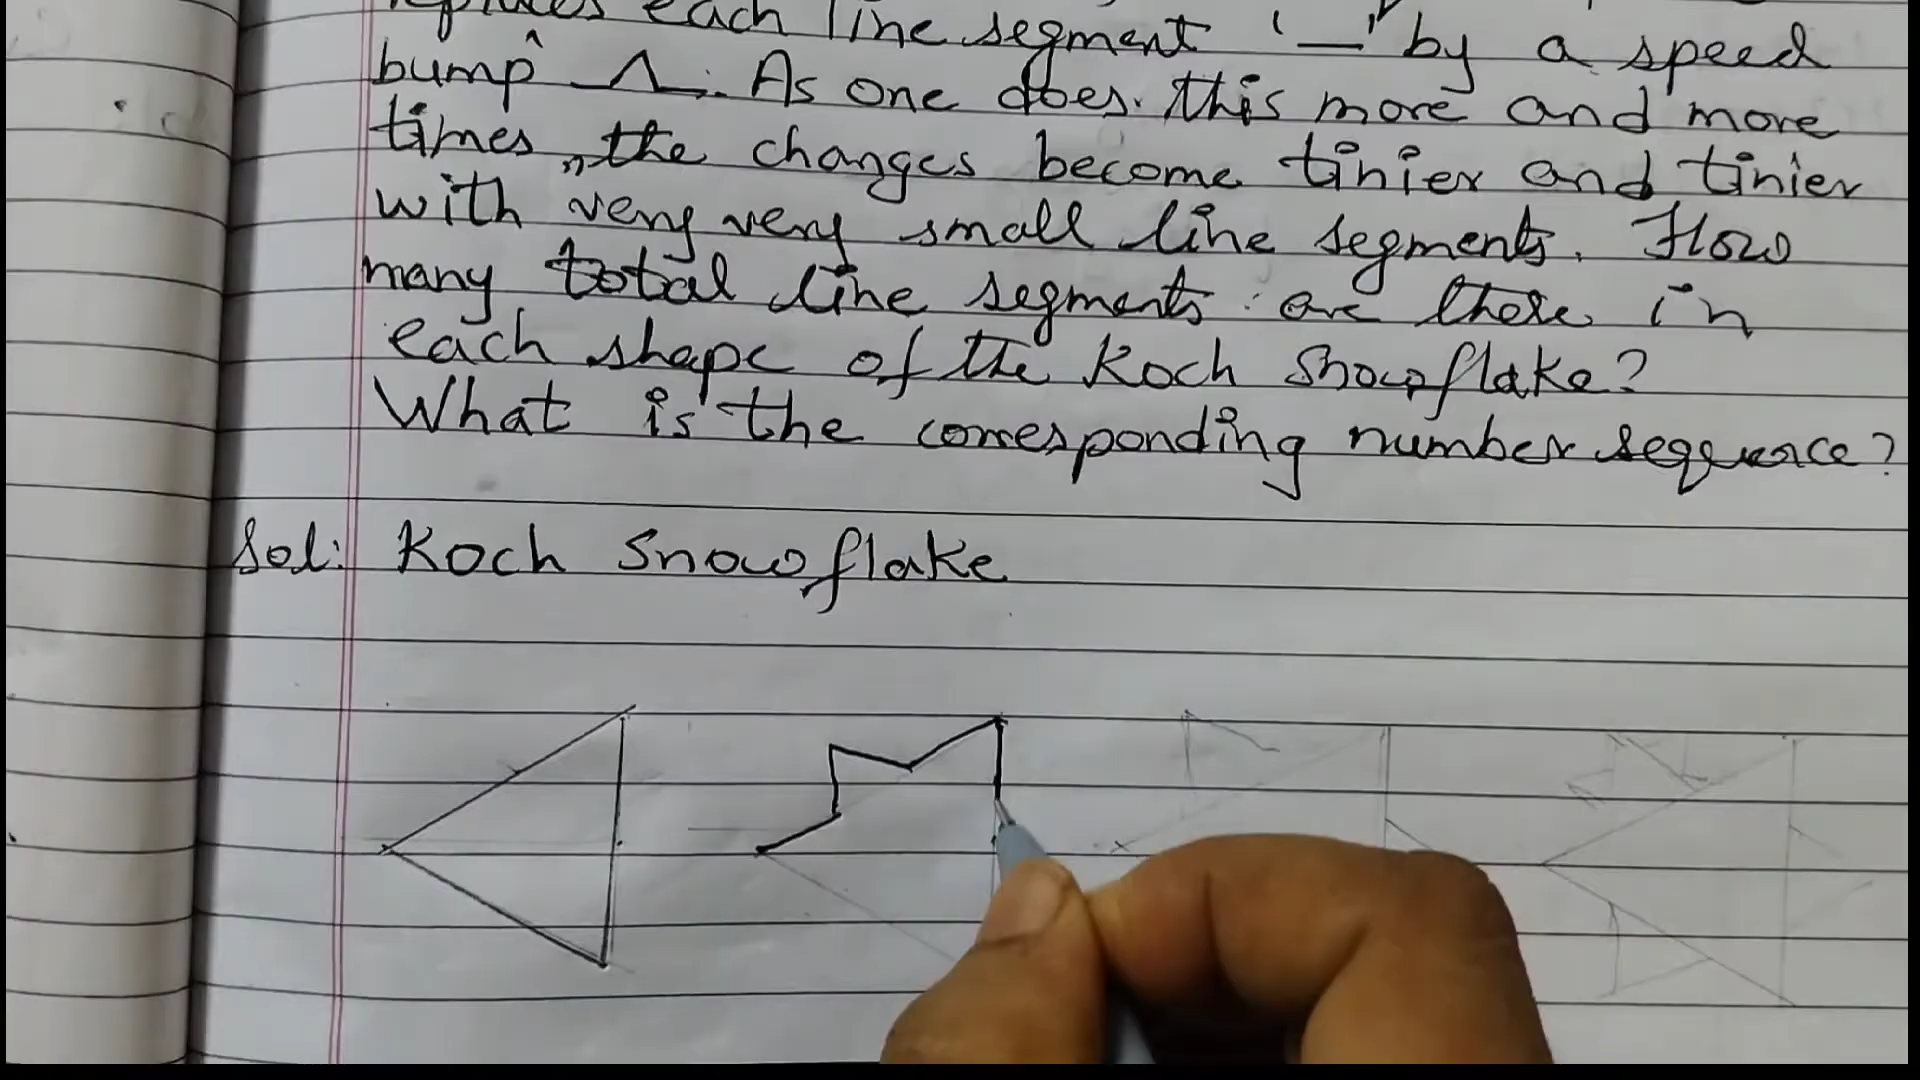 replaces each line segment '—' by a speed
bump' . As one does this more and more
times, the changes become tinier and tinier
with very very small line segments. How
many total line segments are there in
each shape of the Koch Snowflake?
What is the corresponding number sequence?
Sol: Koch Snowflake